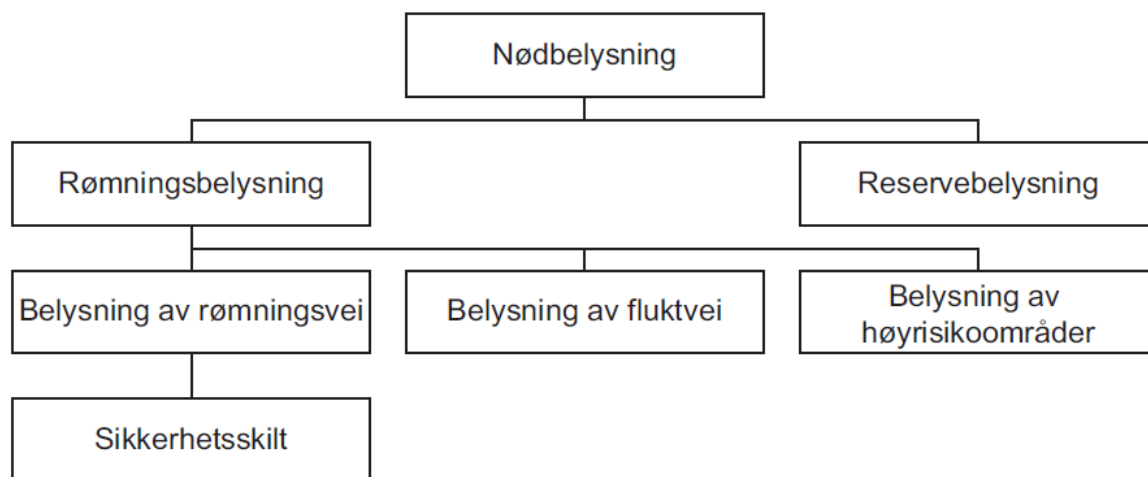 Nødbelysning
Rømningsbelysning
Reservebelysning
Belysning av rømningsvei
Belysning av fluktvei
Belysning av
høyrisikoområder
Sikkerhetsskilt